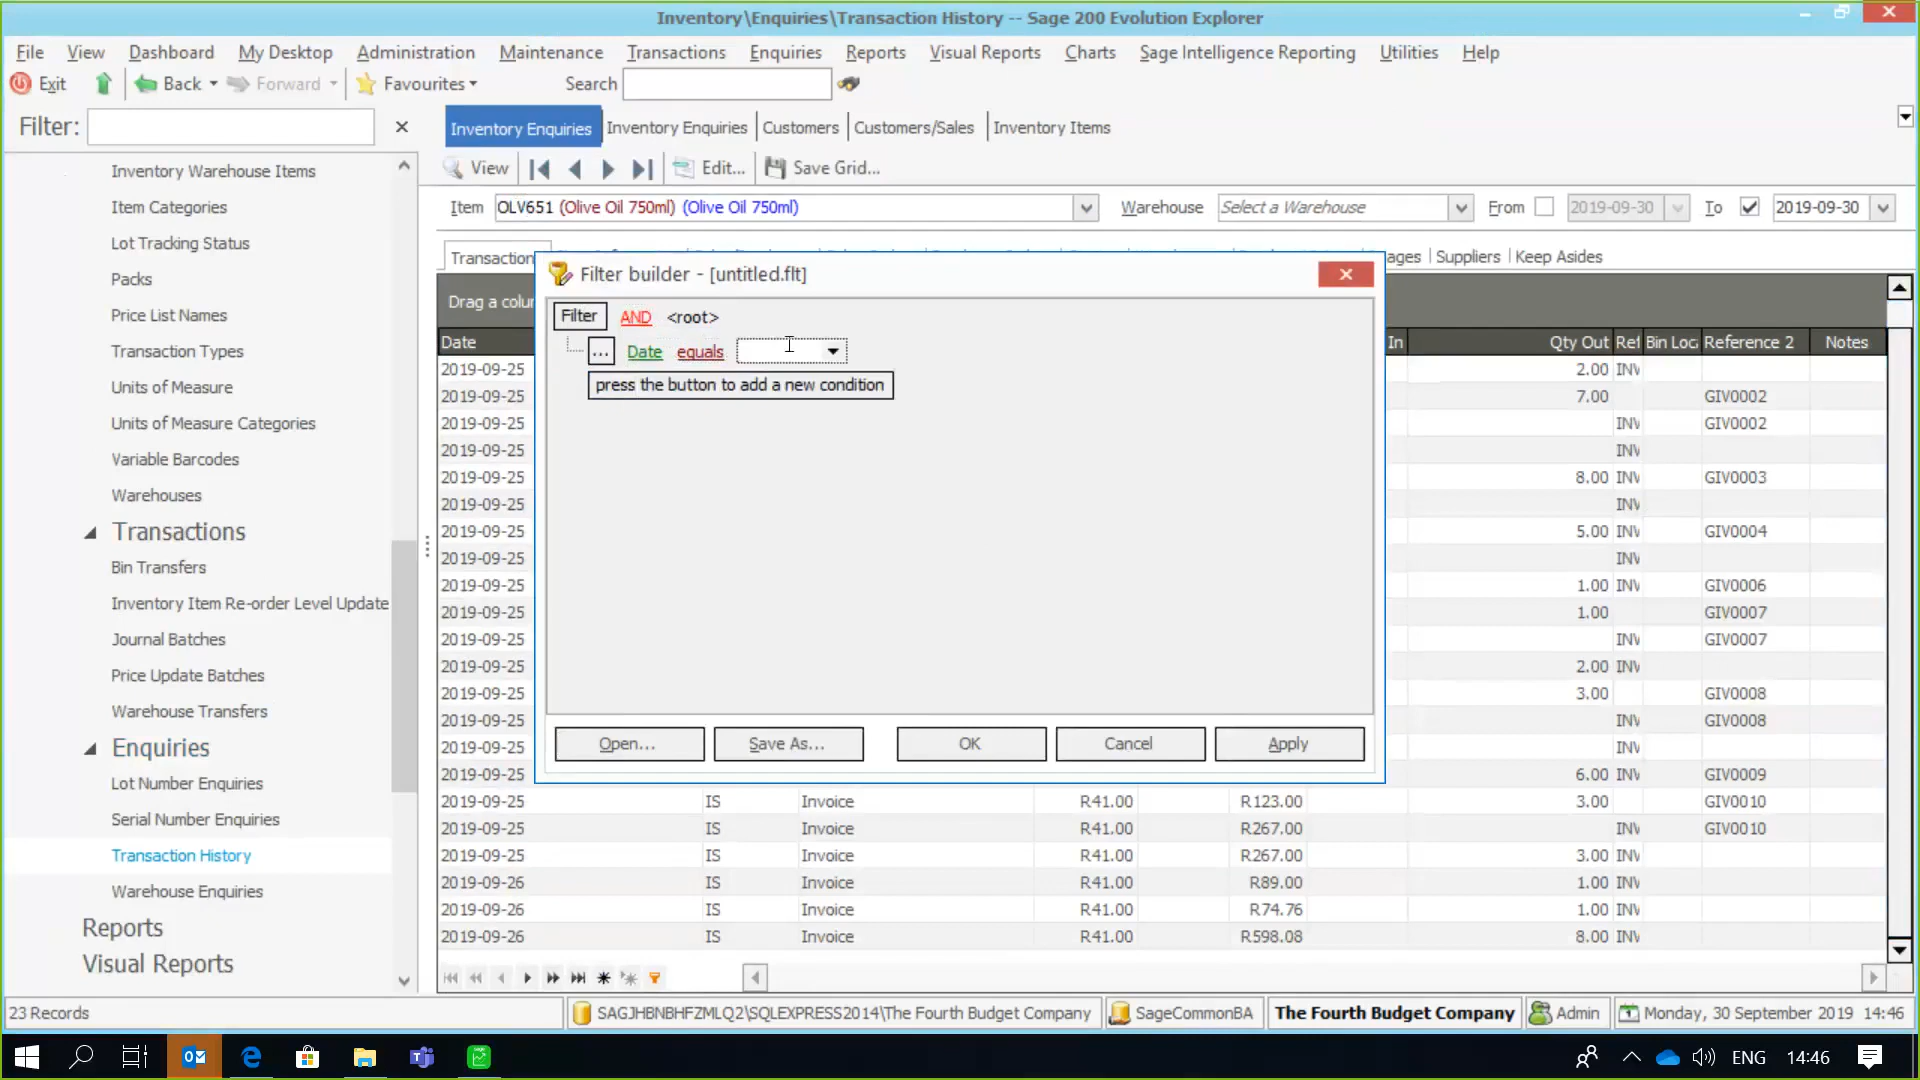 Inventory\Enquiries\Transaction History -- Sage 200 Evolution Explorer
File View Dashboard My Desktop Administration Maintenance Transactions Enquiries Reports Visual Reports Charts Sage Intelligence Reporting Utilities Help
Exit Back Forward Favourites Search
Filter:
Inventory Enquiries Inventory Enquiries Customers Customers/Sales Inventory Items
View Edit... Save Grid...
Item OLV651 (Olive Oil 750ml) (Olive Oil 750ml) Warehouse Select a Warehouse From 2019-09-30 To 2019-09-30
Inventory Warehouse Items
Item Categories
Lot Tracking Status
Packs
Price List Names
Transaction Types
Units of Measure
Units of Measure Categories
Variable Barcodes
Warehouses
Transactions
Bin Transfers
Inventory Item Re-order Level Update
Journal Batches
Price Update Batches
Warehouse Transfers
Enquiries
Lot Number Enquiries
Serial Number Enquiries
Transaction History
Warehouse Enquiries
Reports
Visual Reports
Transaction ages Suppliers Keep Asides
Drag a colu
Filter builder - [untitled.flt]
Filter AND <root>
... Date equals
press the button to add a new condition
Open... Save As... OK Cancel Apply
Date In Qty Out Ref Bin Loc Reference 2 Notes
2019-09-25 2.00 INV
2019-09-25 7.00 GIV0002
2019-09-25 INV GIV0002
2019-09-25 INV
2019-09-25 8.00 INV GIV0003
2019-09-25 INV
2019-09-25 5.00 INV GIV0004
2019-09-25 INV
2019-09-25 1.00 INV GIV0006
2019-09-25 1.00 GIV0007
2019-09-25 INV GIV0007
2019-09-25 2.00 INV
2019-09-25 3.00 GIV0008
2019-09-25 INV GIV0008
2019-09-25 INV
2019-09-25 6.00 INV GIV0009
2019-09-25 IS Invoice R41.00 R123.00 3.00 GIV0010
2019-09-25 IS Invoice R41.00 R267.00 INV GIV0010
2019-09-25 IS Invoice R41.00 R267.00 3.00 INV
2019-09-26 IS Invoice R41.00 R89.00 1.00 INV
2019-09-26 IS Invoice R41.00 R74.76 1.00 INV
2019-09-26 IS Invoice R41.00 R598.08 8.00 INV
23 Records SAGJHBNBHFZMLQ2\SQLEXPRESS2014\The Fourth Budget Company SageCommonBA The Fourth Budget Company Admin Monday, 30 September 2019 14:46
ENG 14:46